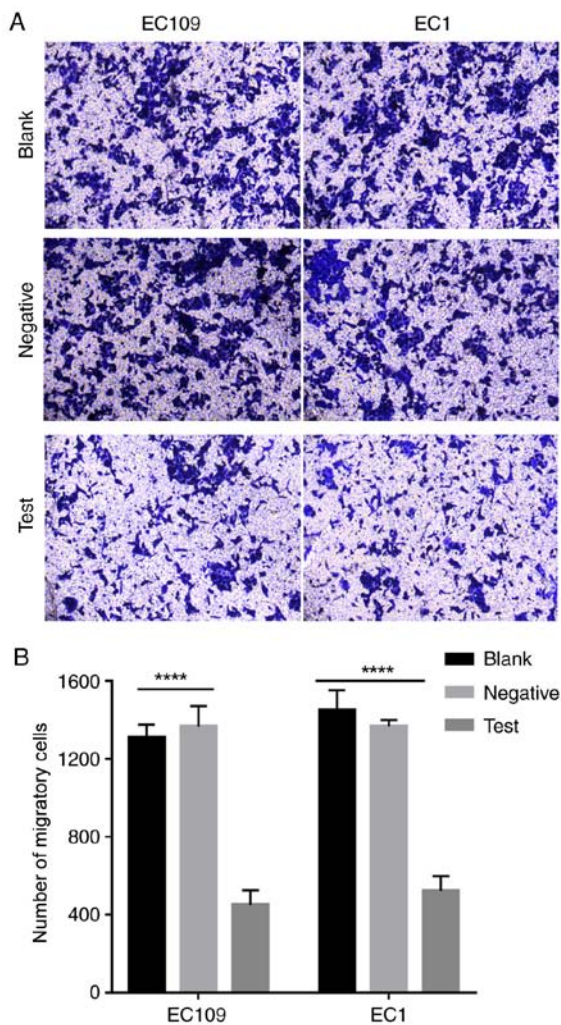 A
EC109
EC1
Blank
Negative
Test
B
****
****
Blank
Negative
Test
Number of migratory cells
1600
1200
800
400
0
EC109
EC1